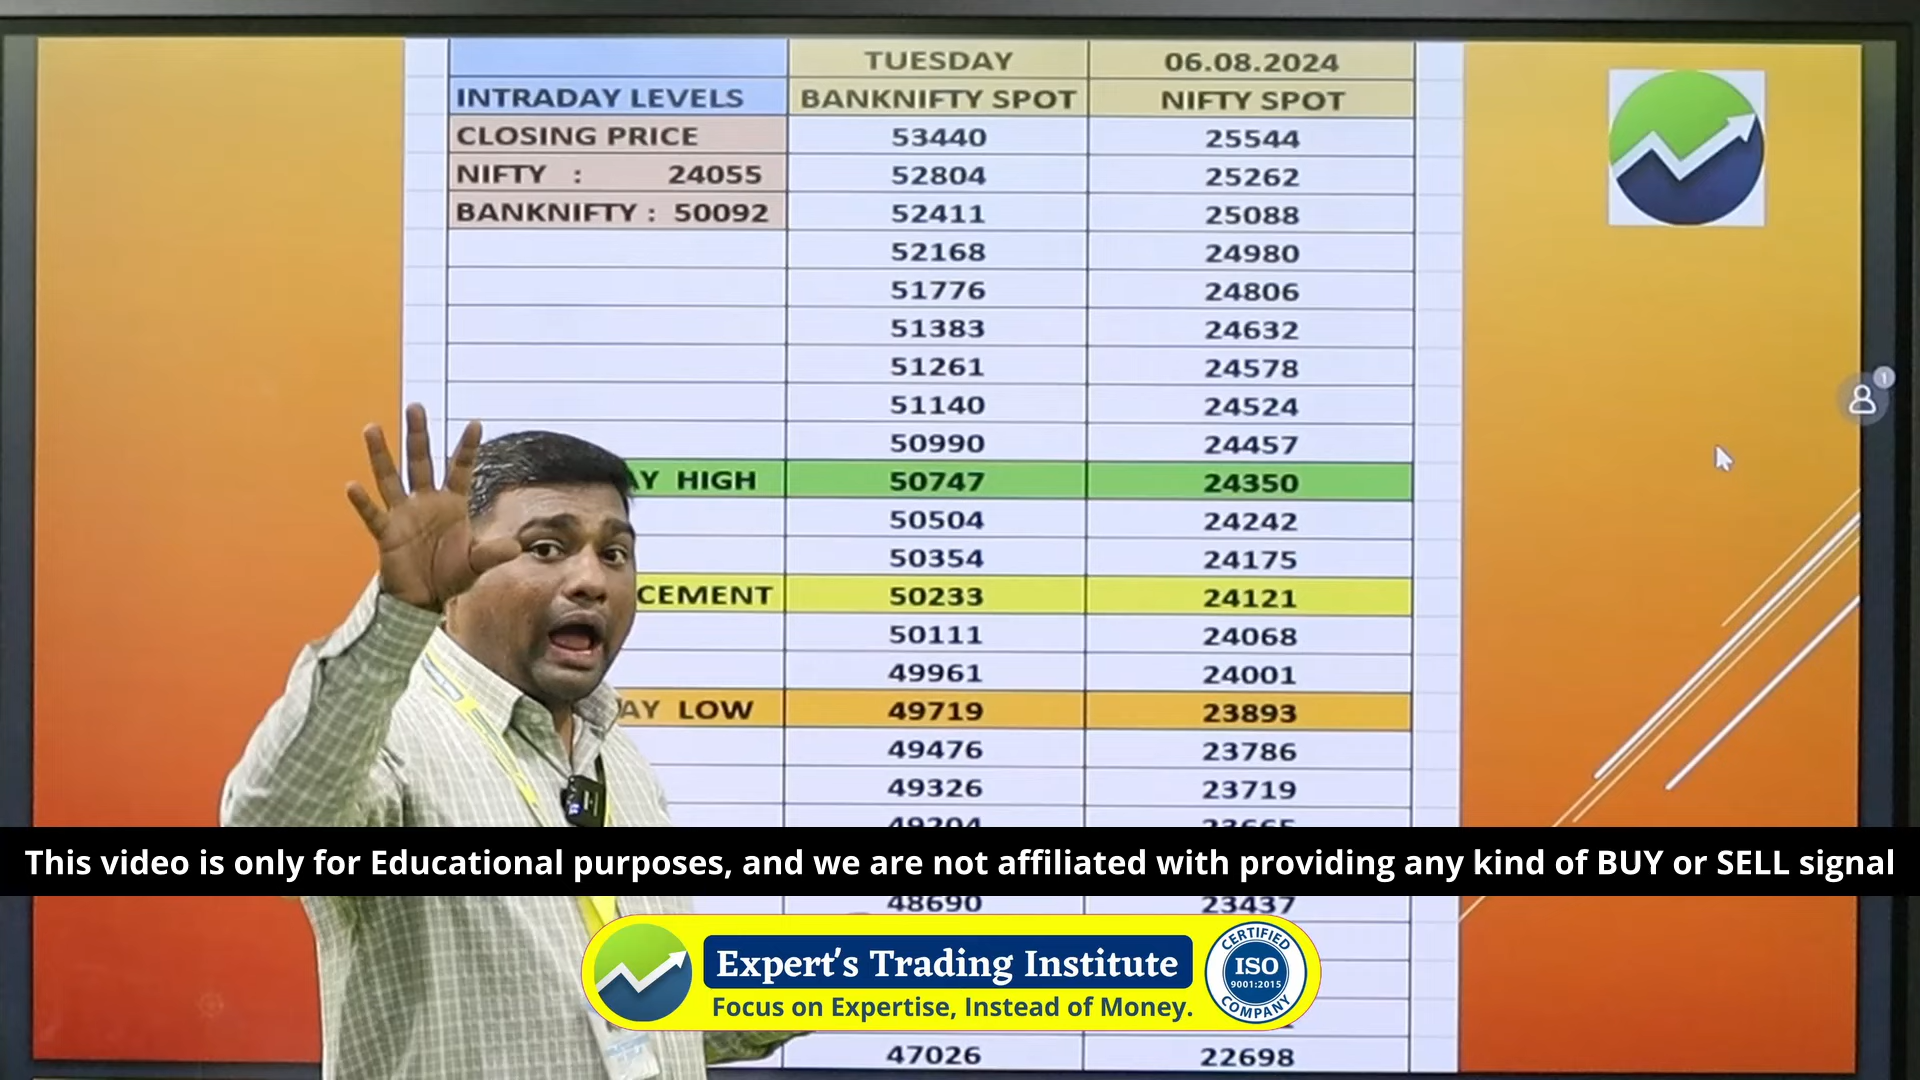 TUESDAY 06.08.2024
INTRADAY LEVELS BANKNIFTY SPOT NIFTY SPOT
CLOSING PRICE 53440 25544
NIFTY : 24055 52804 25262
BANKNIFTY : 50092 52411 25088
52168 24980
51776 24806
51383 24632
51261 24578
1
51140 24524
50990 24457
AY HIGH 50747 24350
50504 24242
50354 24175
CEMENT 50233 24121
50111 24068
49961 24001
AY LOW 49719 23893
49476 23786
49326 23719
49204 23665
This video is only for Educational purposes, and we are not affiliated with providing any kind of BUY or SELL signal
48690 23437
Expert's Trading Institute
Focus on Expertise, Instead of Money.
CERTIFIED
ISO
9001:2015
COMPANY
47026 22698